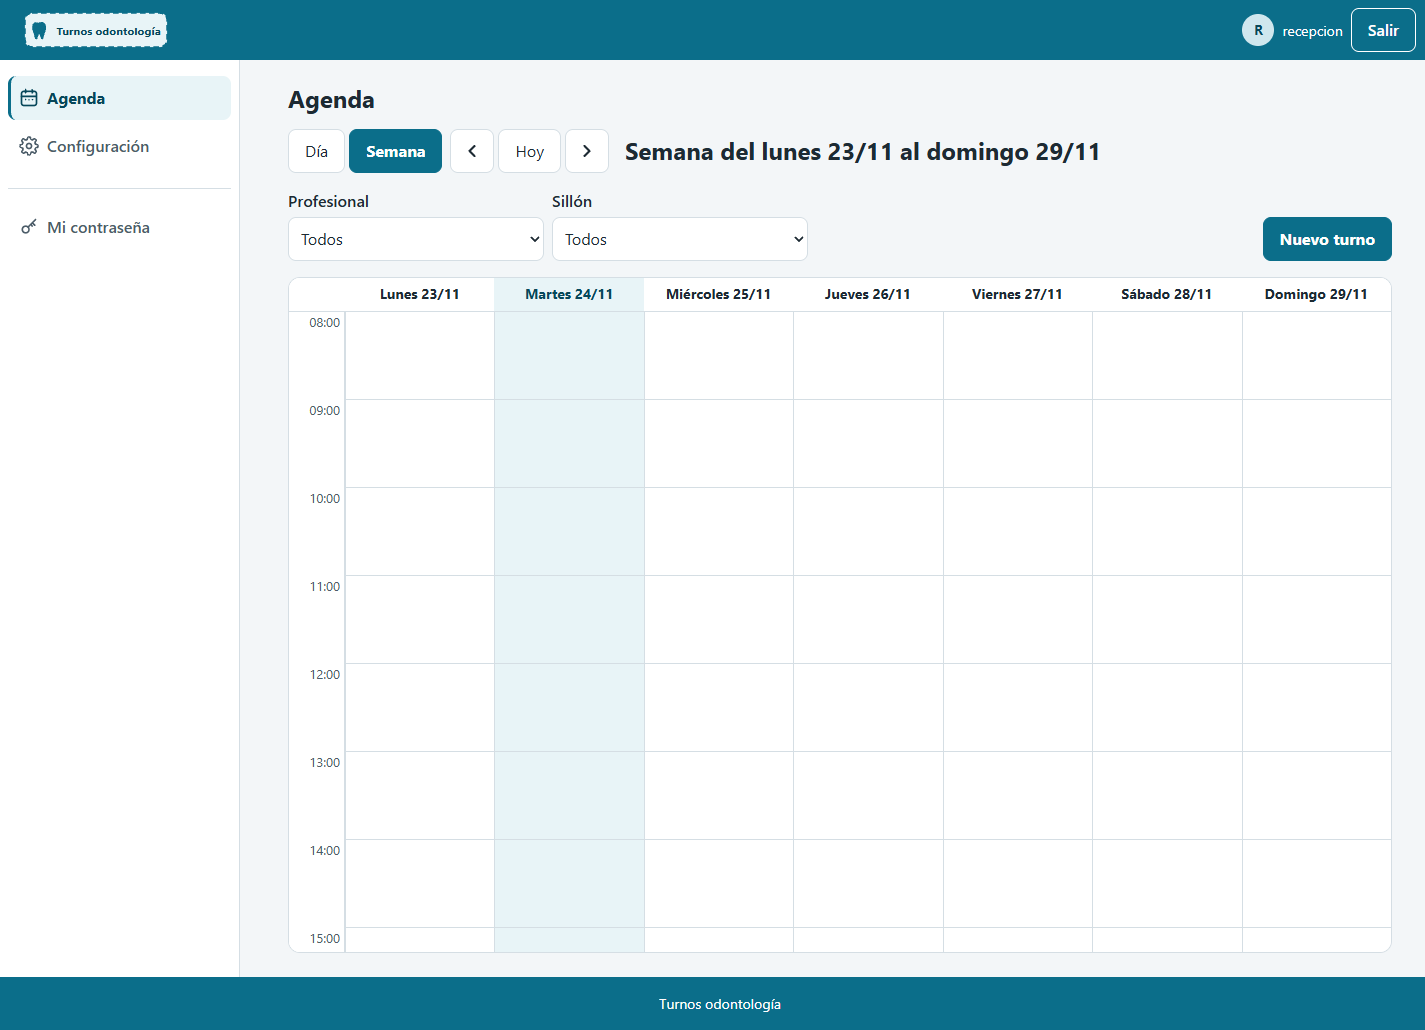 Turnos odontología
R
recepcion
Salir
Agenda
Configuración
Mi contraseña
Agenda
Día
Semana
Hoy
Semana del lunes 23/11 al domingo 29/11
Profesional
Sillón
Todos
Todos
Nuevo turno
Lunes 23/11
Martes 24/11
Miércoles 25/11
Jueves 26/11
Viernes 27/11
Sábado 28/11
Domingo 29/11
08:00
09:00
10:00
11:00
12:00
13:00
14:00
15:00
Turnos odontología